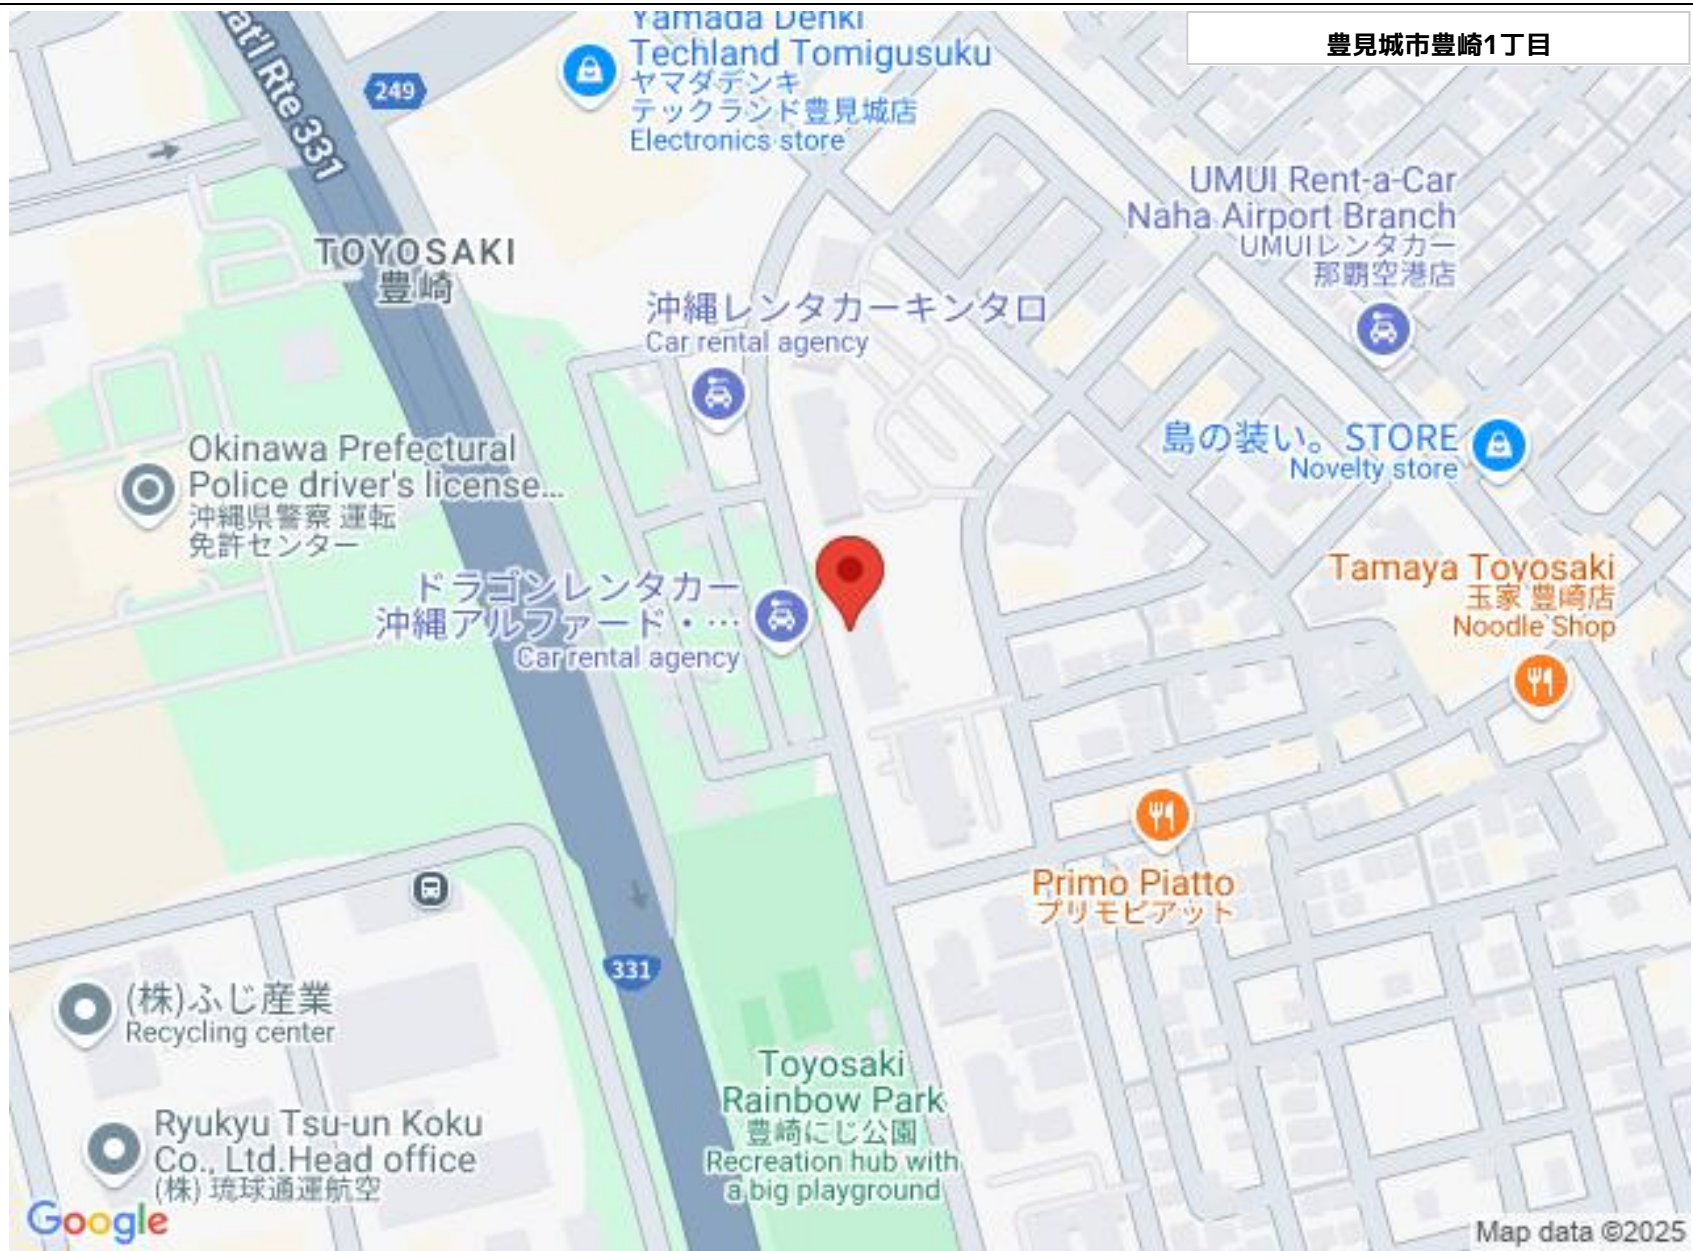 豊見城市豊崎1丁目
Yamada Denki
Techland Tomigusuku
ヤマダデンキ
テックランド豊見城店
Electronics store
249
at'l Rte 331
UMUI Rent-a-Car
Naha Airport Branch
UMUIレンタカー
那覇空港店
TOYOSAKI
豊崎
沖縄レンタカーキンタロ
Car rental agency
島の装い。STORE
Novelty store
Okinawa Prefectural
Police driver's license...
沖縄県警察 運転
免許センター
ドラゴンレンタカー
沖縄アルファード・…
Car rental agency
Tamaya Toyosaki
玉家 豊崎店
Noodle Shop
Primo Piatto
プリモピアット
331
(株)ふじ産業
Recycling center
Ryukyu Tsu-un Koku
Co., Ltd.Head office
(株) 琉球通運航空
Toyosaki
Rainbow Park
豊崎にじ公園
Recreation hub with
a big playground
Google
Map data ©2025